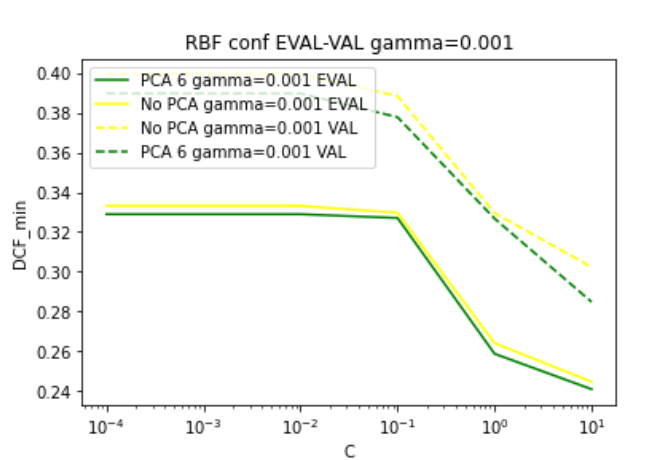 RBF conf EVAL-VAL gamma=0.001
PCA 6 gamma=0.001 EVAL
No PCA gamma=0.001 EVAL
No PCA gamma=0.001 VAL
PCA 6 gamma=0.001 VAL
DCF_min
0.40
0.38
0.36
0.34
0.32
0.30
0.28
0.26
0.24
10⁻⁴ 10⁻³ 10⁻² 10⁻¹ 10⁰ 10¹
C